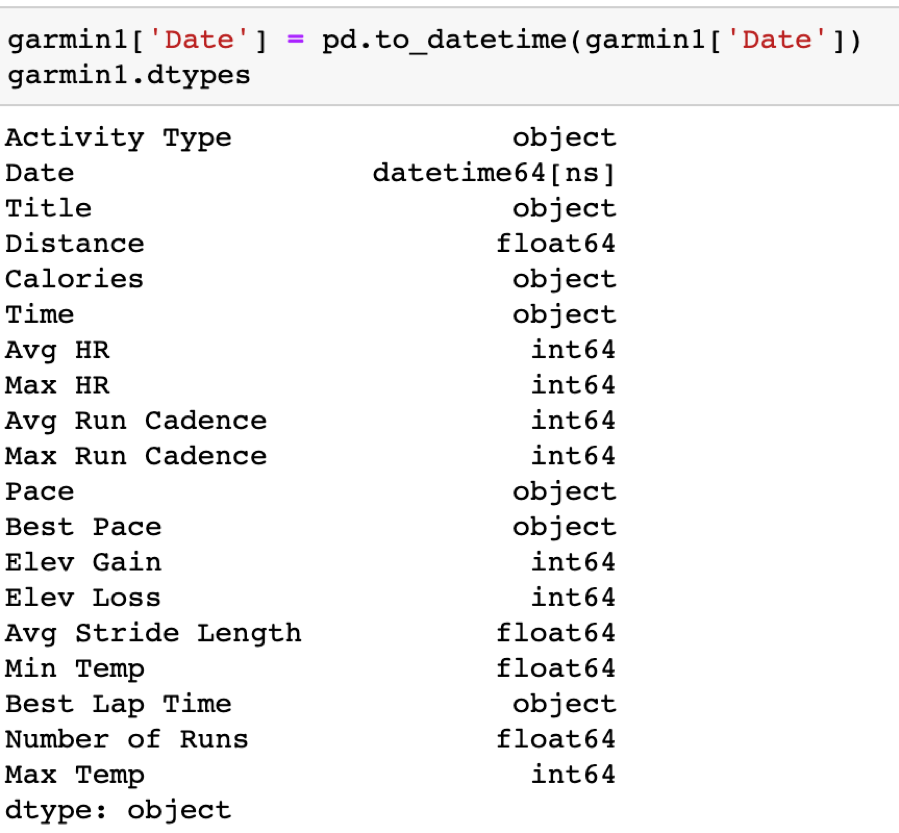 garmin1['Date'] = pd.to_datetime(garmin1['Date'])
garmin1.dtypes
Activity Type object
Date datetime64[ns]
Title object
Distance float64
Calories object
Time object
Avg HR int64
Max HR int64
Avg Run Cadence int64
Max Run Cadence int64
Pace object
Best Pace object
Elev Gain int64
Elev Loss int64
Avg Stride Length float64
Min Temp float64
Best Lap Time object
Number of Runs float64
Max Temp int64
dtype: object